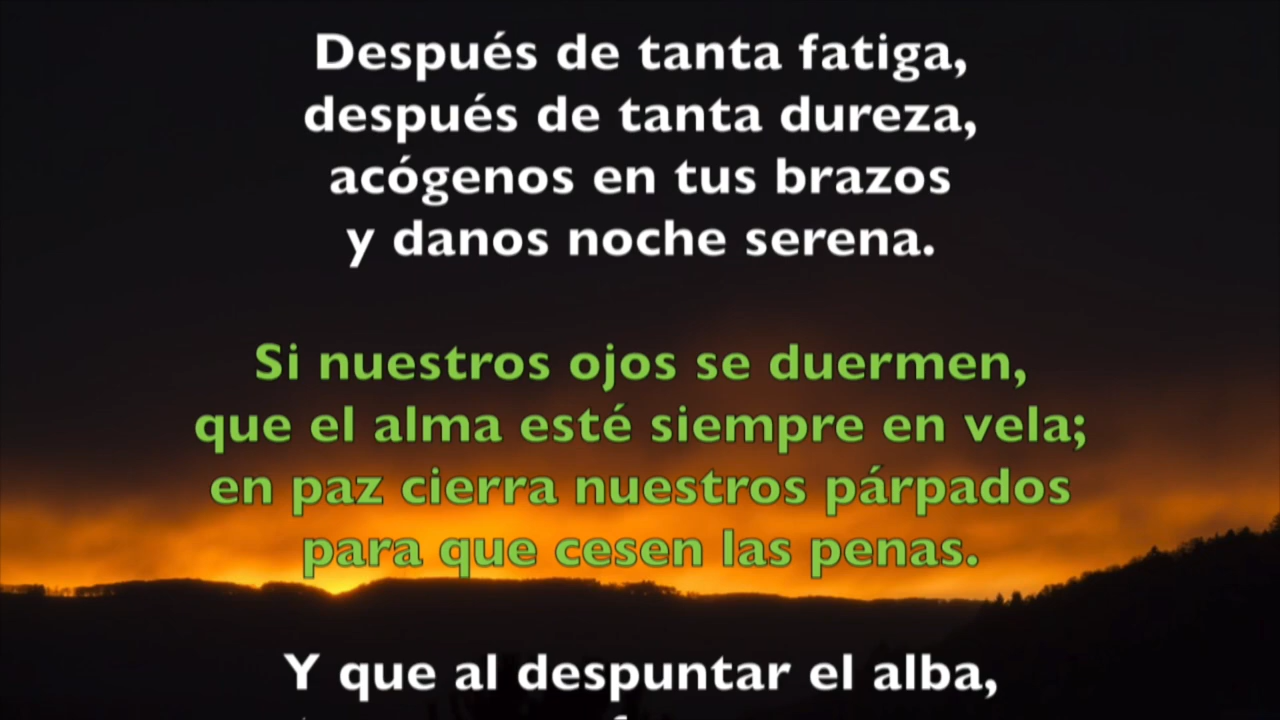 Después de tanta fatiga,
después de tanta dureza,
acógenos en tus brazos
y danos noche serena.
Si nuestros ojos se duermen,
que el alma esté siempre en vela;
en paz cierra nuestros párpados
para que cesen las penas.
Y que al despuntar el alba,